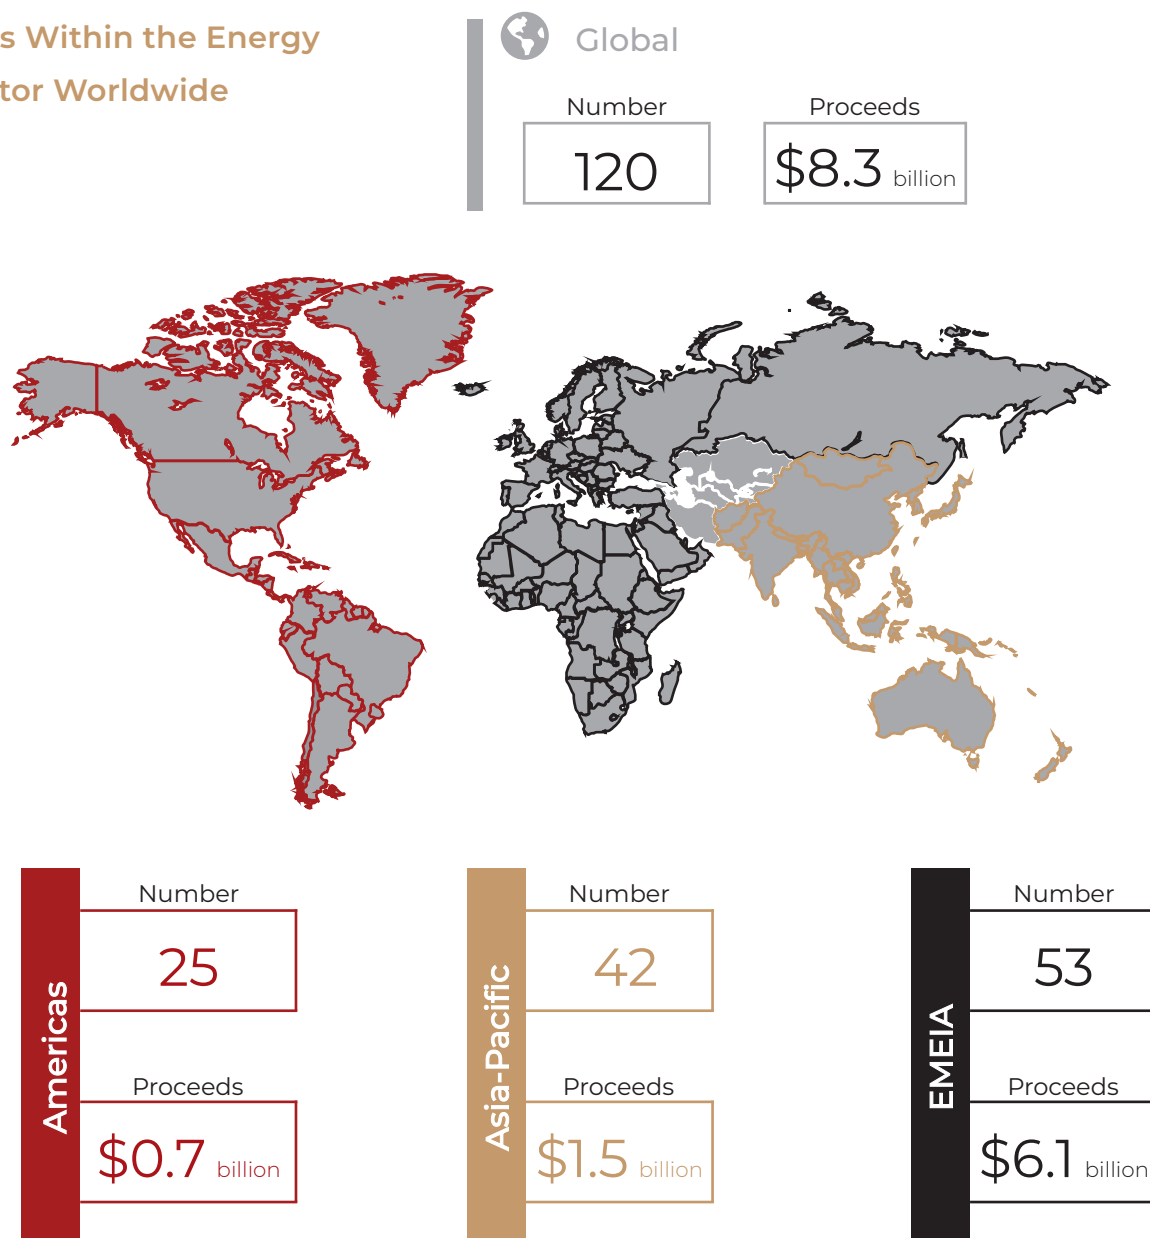 s Within the Energy
tor Worldwide
Global
Number
120
Proceeds
$8.3 billion
Americas
Number
25
Proceeds
$0.7 billion
Asia-Pacific
Number
42
Proceeds
$1.5 billion
EMEIA
Number
53
Proceeds
$6.1 billion